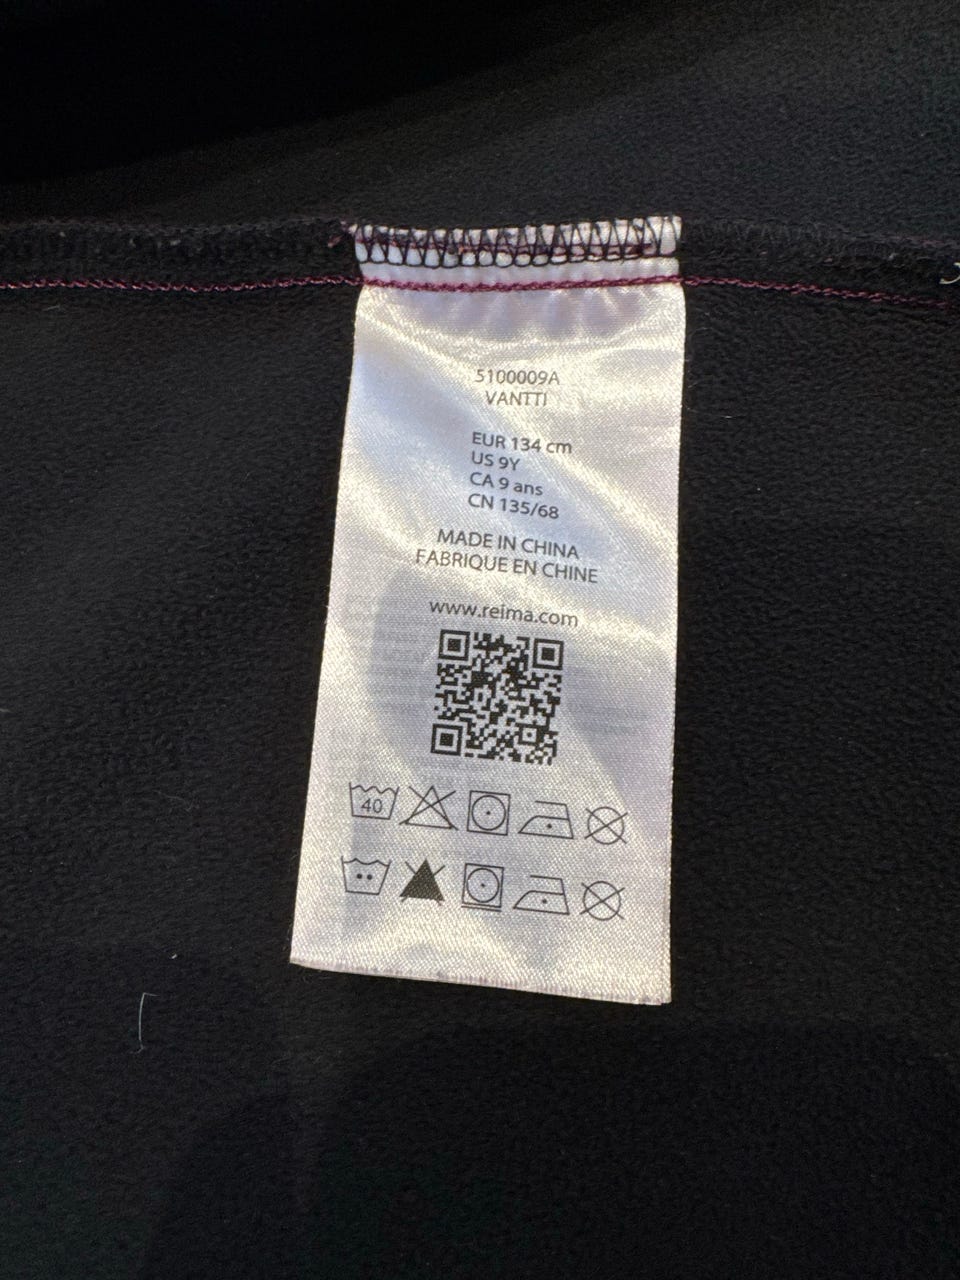 5100009A
VANTTI
EUR 134 cm
US 9Y
CA 9 ans
CN 135/68
MADE IN CHINA
FABRIQUE EN CHINE
www.reima.com
40